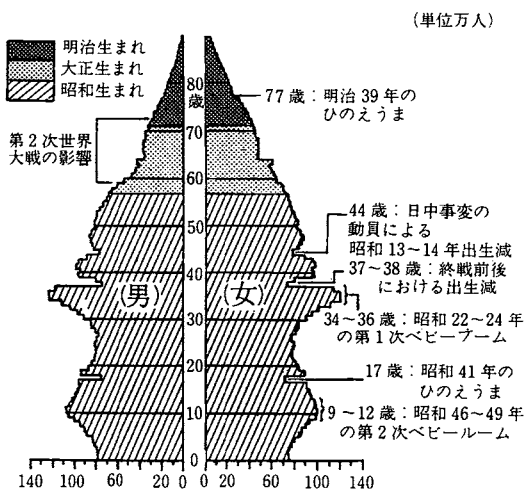 (単位万人)
明治生まれ
大正生まれ
昭和生まれ
第2次世界
大戦の影響
80
歳
70
60
50
40
30
20
10
0
(男)
(女)
77歳：明治39年の
ひのえうま
44歳：日中事変の
動員による
昭和13〜14年出生減
37〜38歳：終戦前後
における出生減
34〜36歳：昭和22〜24年
の第1次ベビーブーム
17歳：昭和41年の
ひのえうま
9〜12歳：昭和46〜49年
の第2次ベビールーム
140 100 60 20 0
0 20 60 100 140